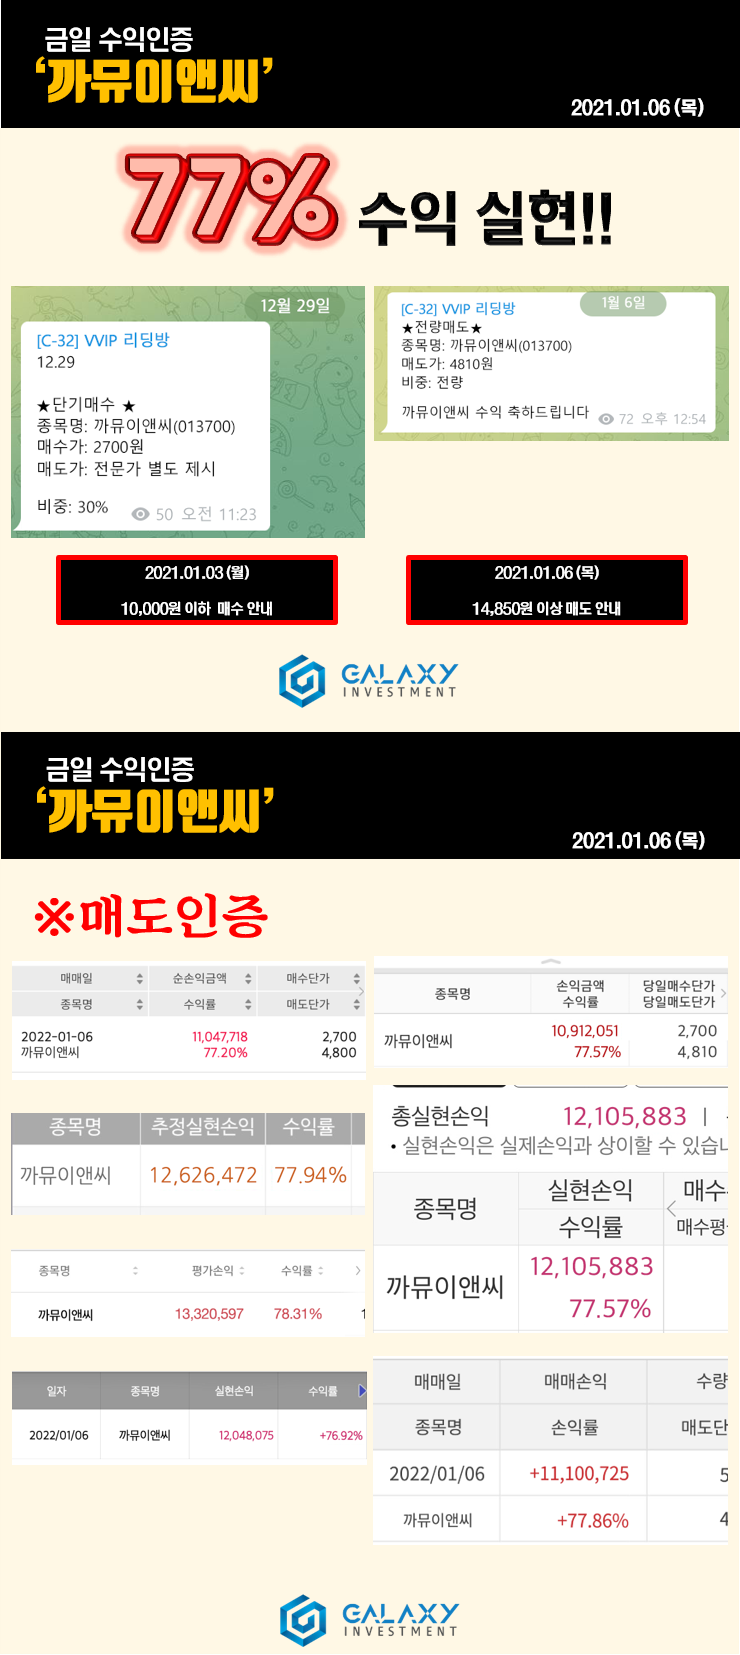 금일 수익인증
‘까뮤이앤씨’
2021.01.06 (목)
77% 수익 실현!!
12월 29일
[C-32] VVIP 리딩방
12.29
★단기매수 ★
종목명: 까뮤이앤씨(013700)
매수가: 2700원
매도가: 전문가 별도 제시
비중: 30%
50 오전 11:23
1월 6일
[C-32] VVIP 리딩방
★전량매도★
종목명: 까뮤이앤씨(013700)
매도가: 4810원
비중: 전량
까뮤이앤씨 수익 축하드립니다
72 오후 12:54
2021.01.03 (월)
10,000원 이하 매수 안내
2021.01.06 (목)
14,850원 이상 매도 안내
GALAXY
INVESTMENT
금일 수익인증
‘까뮤이앤씨’
2021.01.06 (목)
※매도인증
매매일 순손익금액 매수단가
종목명 수익률 매도단가
2022-01-06 11,047,718 2,700
까뮤이앤씨 77.20% 4,800
종목명 손익금액 당일매수단가
수익률 당일매도단가
까뮤이앤씨 10,912,051 2,700
77.57% 4,810
종목명 추정실현손익 수익률
까뮤이앤씨 12,626,472 77.94%
총실현손익 12,105,883 |
• 실현손익은 실제손익과 상이할 수 있습니
종목명 실현손익 매수
수익률 매수평
까뮤이앤씨 12,105,883
77.57%
종목명 평가손익 수익률
까뮤이앤씨 13,320,597 78.31% 1
일자 종목명 실현손익 수익률
2022/01/06 까뮤이앤씨 12,048,075 +76.92%
매매일 매매손익 수량
종목명 손익률 매도단
2022/01/06 +11,100,725 5
까뮤이앤씨 +77.86% 4
GALAXY
INVESTMENT